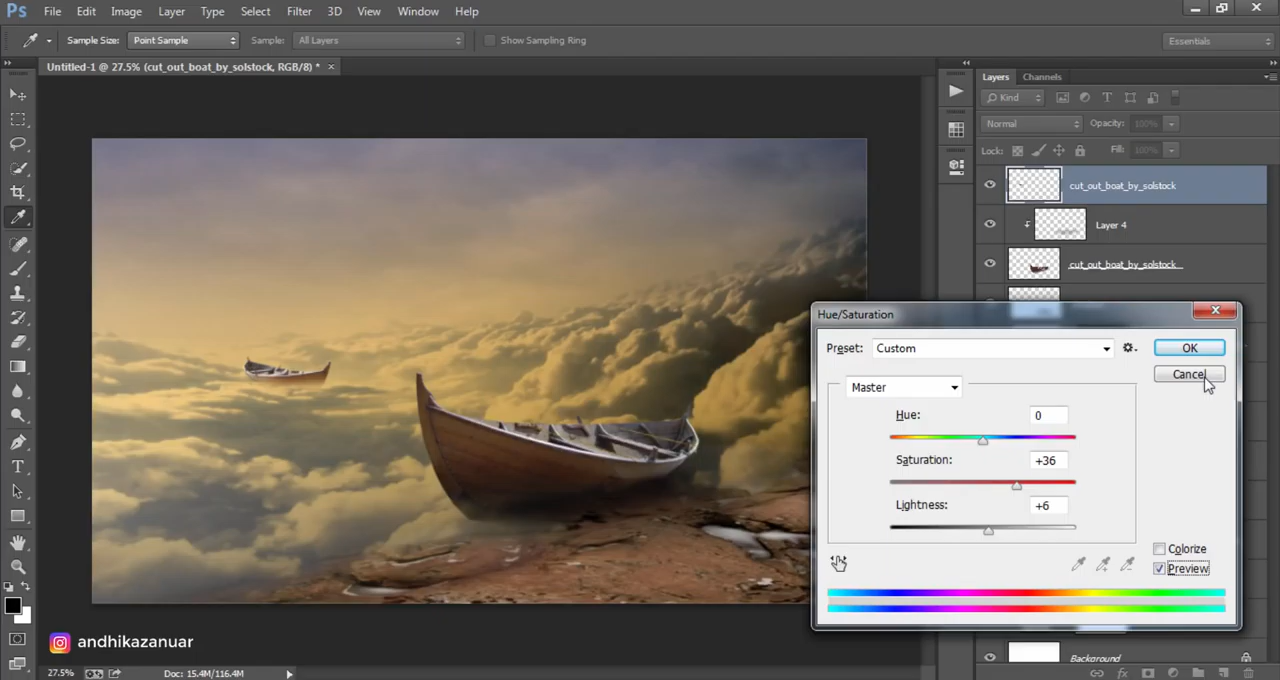 Ps File Edit Image Layer Type Select Filter 3D View Window Help
Sample Size: Point Sample Sample: All Layers Show Sampling Ring Essentials
Untitled-1 @ 27.5% (cut_out_boat_by_solstock, RGB/8) * ×
Layers Channels
Kind
Normal Opacity: 100%
Lock: Fill: 100%
cut_out_boat_by_solstock
Layer 4
cut_out_boat_by_solstock
Hue/Saturation
Preset: Custom OK
Cancel
Master
Hue: 0
Saturation: +36
Lightness: +6
Colorize
Preview
andhikazanuar
Background
27.5% Doc: 15.4M/116.4M